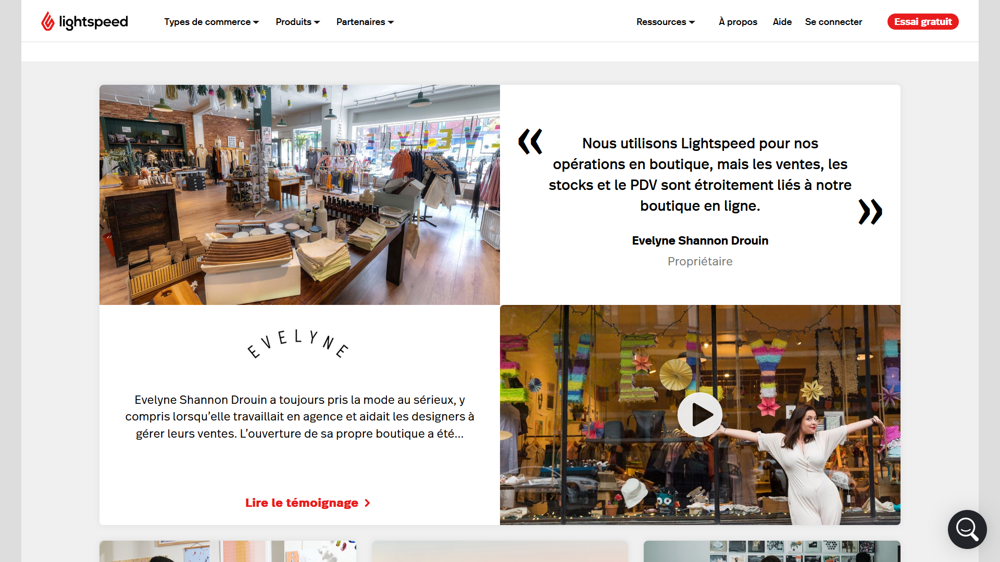 lightspeed
Types de commerce
Produits
Partenaires
Ressources
À propos
Aide
Se connecter
Essai gratuit
«
Nous utilisons Lightspeed pour nos
opérations en boutique, mais les ventes, les
stocks et le PDV sont étroitement liés à notre
boutique en ligne.
»
Evelyne Shannon Drouin
Propriétaire
EVELYNE
Evelyne Shannon Drouin a toujours pris la mode au sérieux, y
compris lorsqu’elle travaillait en agence et aidait les designers à
gérer leurs ventes. L’ouverture de sa propre boutique a été...
Lire le témoignage
EVELYNE